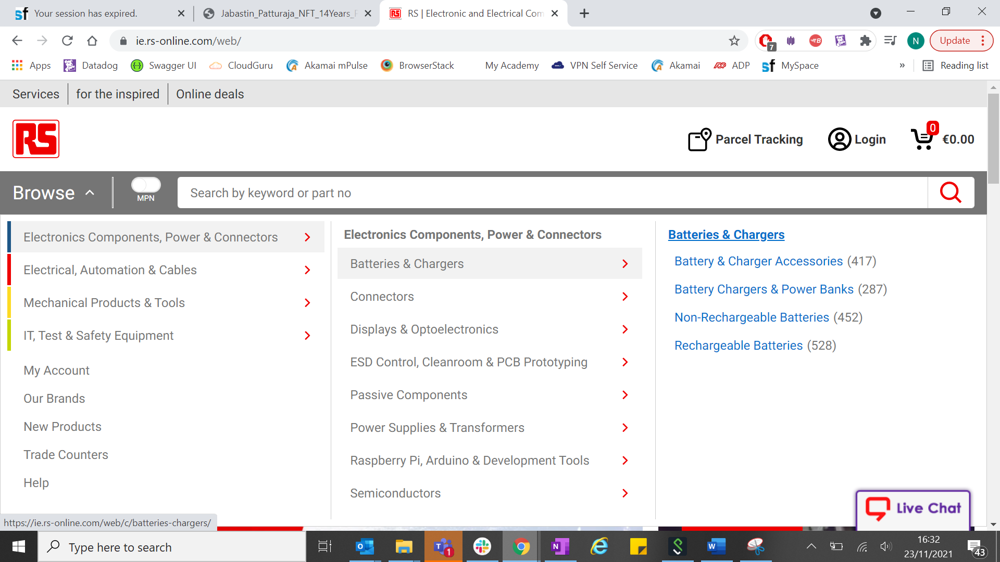 Your session has expired.
Jabastin_Patturaja_NFT_14Years_
RS | Electronic and Electrical Com
ie.rs-online.com/web/
7
N
Update
Apps
Datadog
Swagger UI
CloudGuru
Akamai mPulse
BrowserStack
My Academy
VPN Self Service
Akamai
ADP
MySpace
»
Reading list
Services
for the inspired
Online deals
RS
Parcel Tracking
Login
0
€0.00
Browse
MPN
Search by keyword or part no
Electronics Components, Power & Connectors
Electrical, Automation & Cables
Mechanical Products & Tools
IT, Test & Safety Equipment
My Account
Our Brands
New Products
Trade Counters
Help
Electronics Components, Power & Connectors
Batteries & Chargers
Connectors
Displays & Optoelectronics
ESD Control, Cleanroom & PCB Prototyping
Passive Components
Power Supplies & Transformers
Raspberry Pi, Arduino & Development Tools
Semiconductors
Batteries & Chargers
Battery & Charger Accessories (417)
Battery Chargers & Power Banks (287)
Non-Rechargeable Batteries (452)
Rechargeable Batteries (528)
Live Chat
https://ie.rs-online.com/web/c/batteries-chargers/
Type here to search
1
16:32
23/11/2021
43